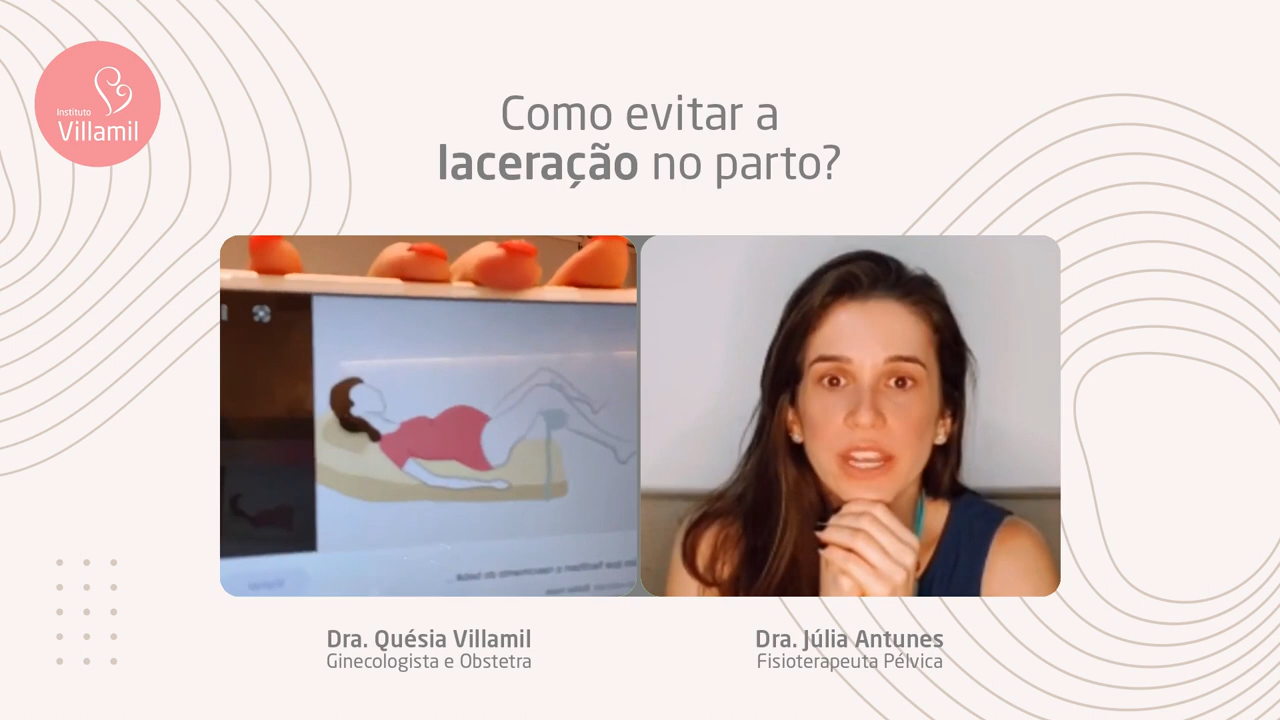 Instituto
Villamil
Como evitar a
laceração no parto?
Dra. Quésia Villamil
Ginecologista e Obstetra
Dra. Júlia Antunes
Fisioterapeuta Pélvica